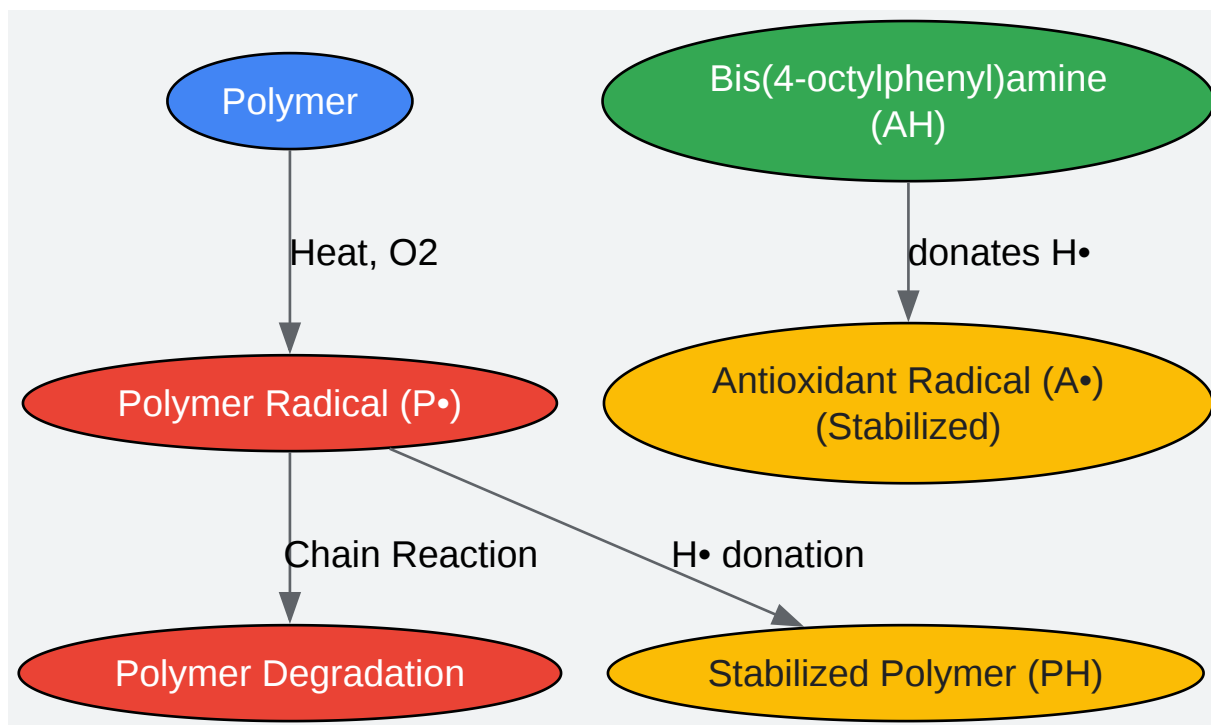 Polymer
Bis(4-octylphenyl)amine
(AH)
Heat, O2
donates H•
Polymer Radical (P•)
Antioxidant Radical (A•)
(Stabilized)
Chain Reaction
H• donation
Polymer Degradation
Stabilized Polymer (PH)